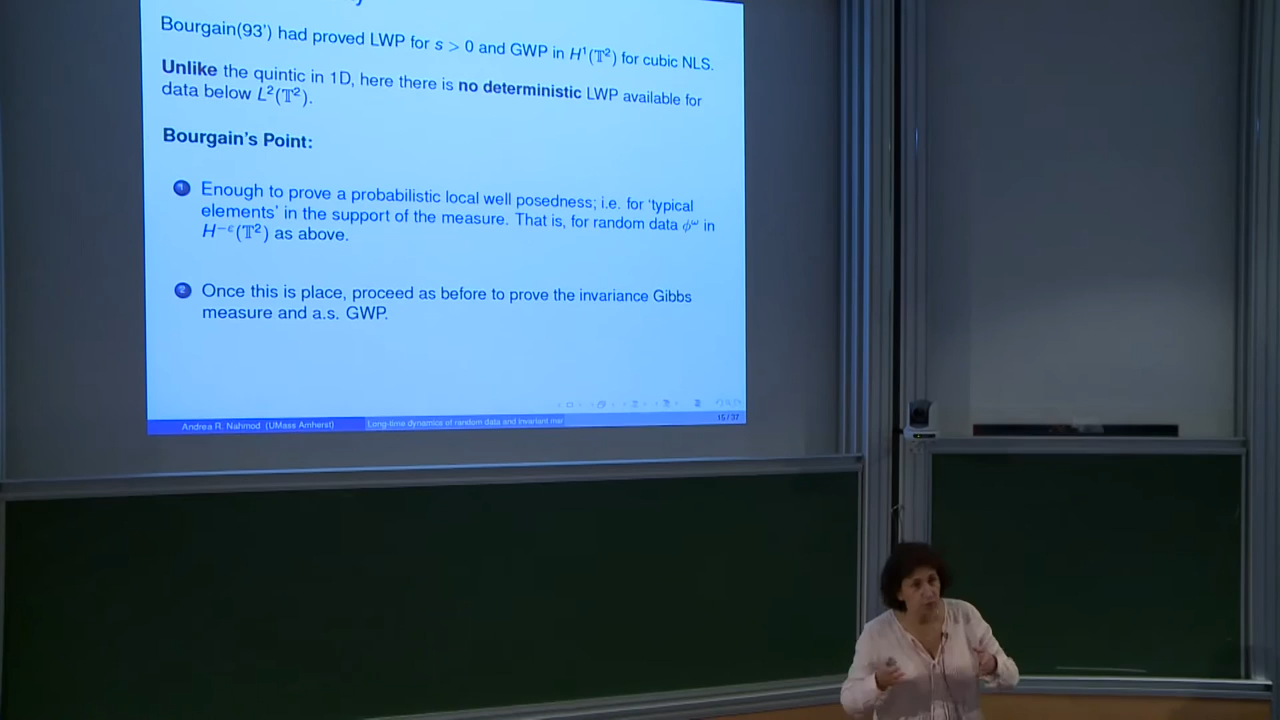 Bourgain(93') had proved LWP for s > 0 and GWP in H¹(𝕋²) for cubic NLS.
Unlike the quintic in 1D, here there is no deterministic LWP available for
data below L²(𝕋²).
Bourgain's Point:
1 Enough to prove a probabilistic local well posedness; i.e. for 'typical
elements' in the support of the measure. That is, for random data ϕ^ω in
H^{-ϵ}(𝕋²) as above.
2 Once this is place, proceed as before to prove the invariance Gibbs
measure and a.s. GWP.
Andrea R. Nahmod (UMass Amherst) Long-time dynamics of random data and invariant mea 15 / 37